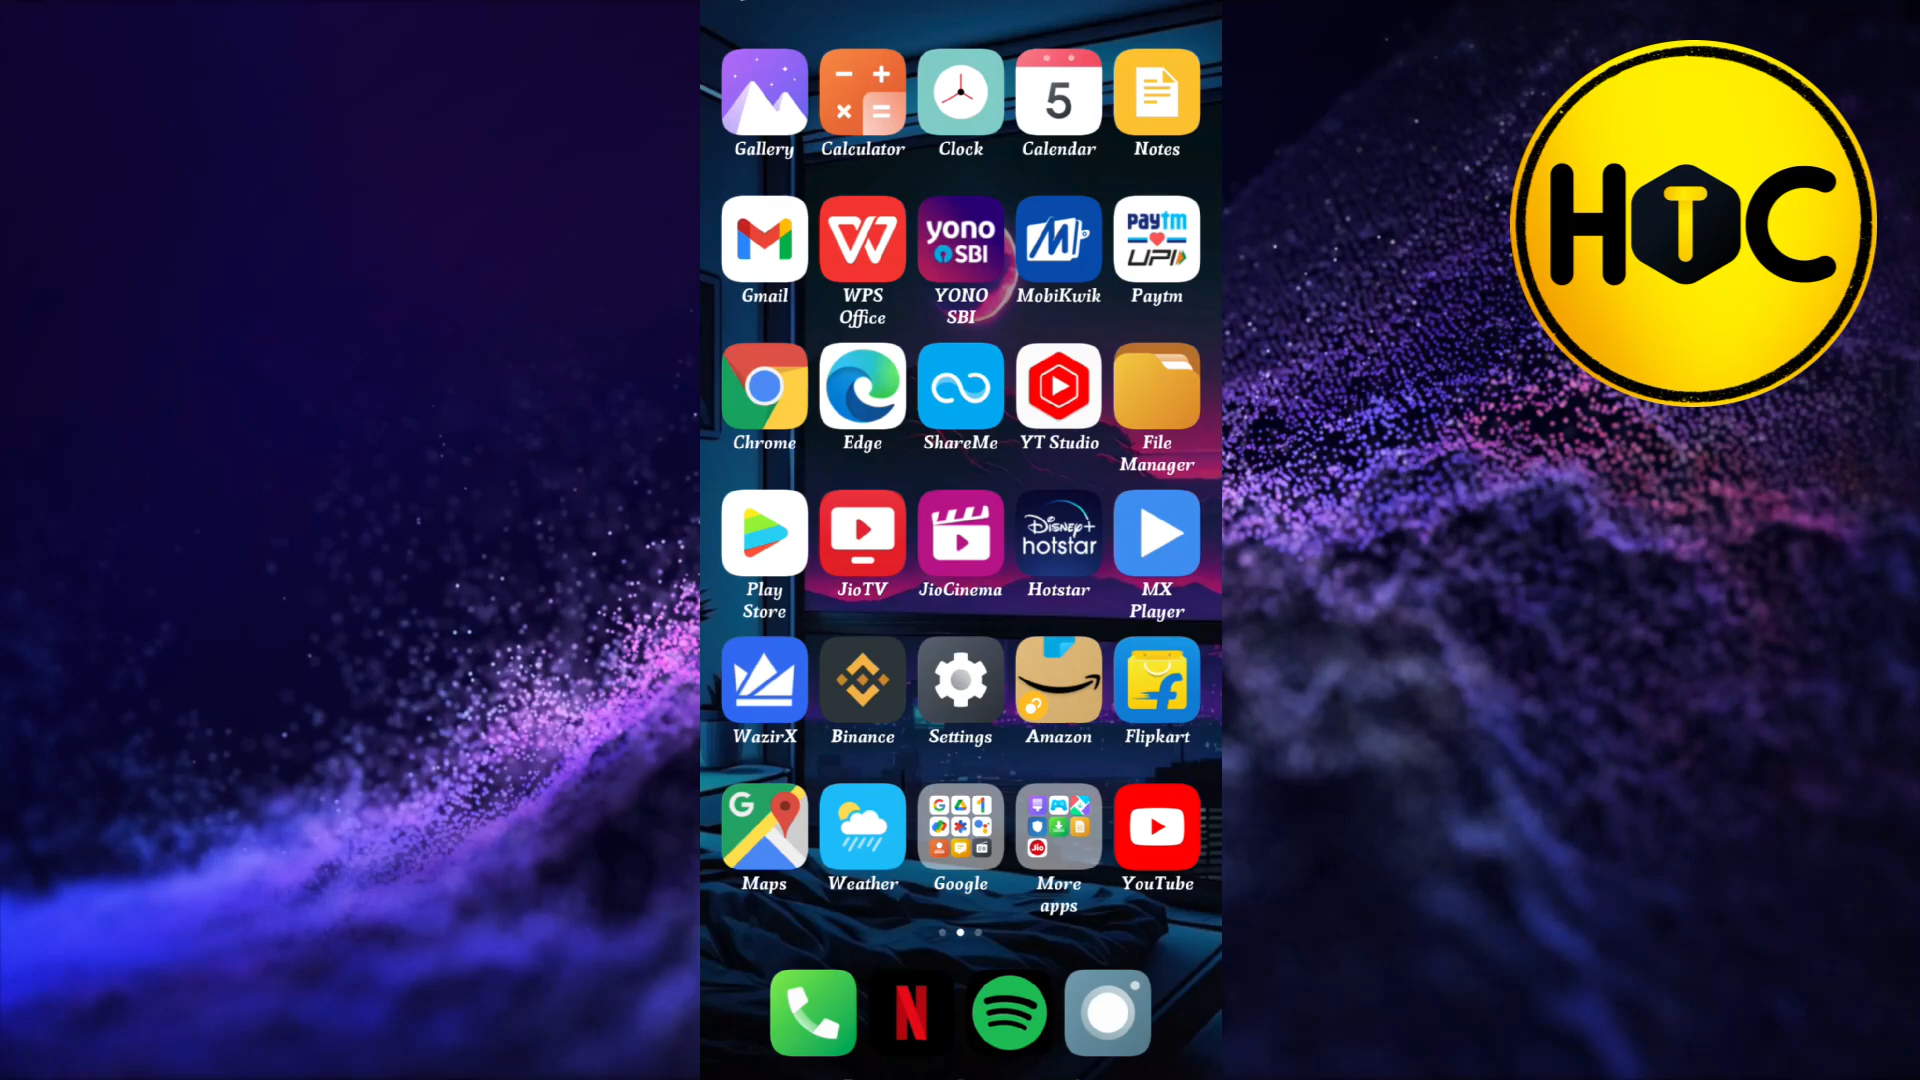 5
Gallery
Calculator
Clock
Calendar
Notes
yono
SBI
paytm
UPI
Gmail
WPS
Office
YONO
SBI
MobiKwik
Paytm
Chrome
Edge
ShareMe
YT Studio
File
Manager
Disney+
hotstar
Play
Store
JioTV
JioCinema
Hotstar
MX
Player
WazirX
Binance
Settings
Amazon
Flipkart
G
Jio
Maps
Weather
Google
More
apps
YouTube
N
HTC